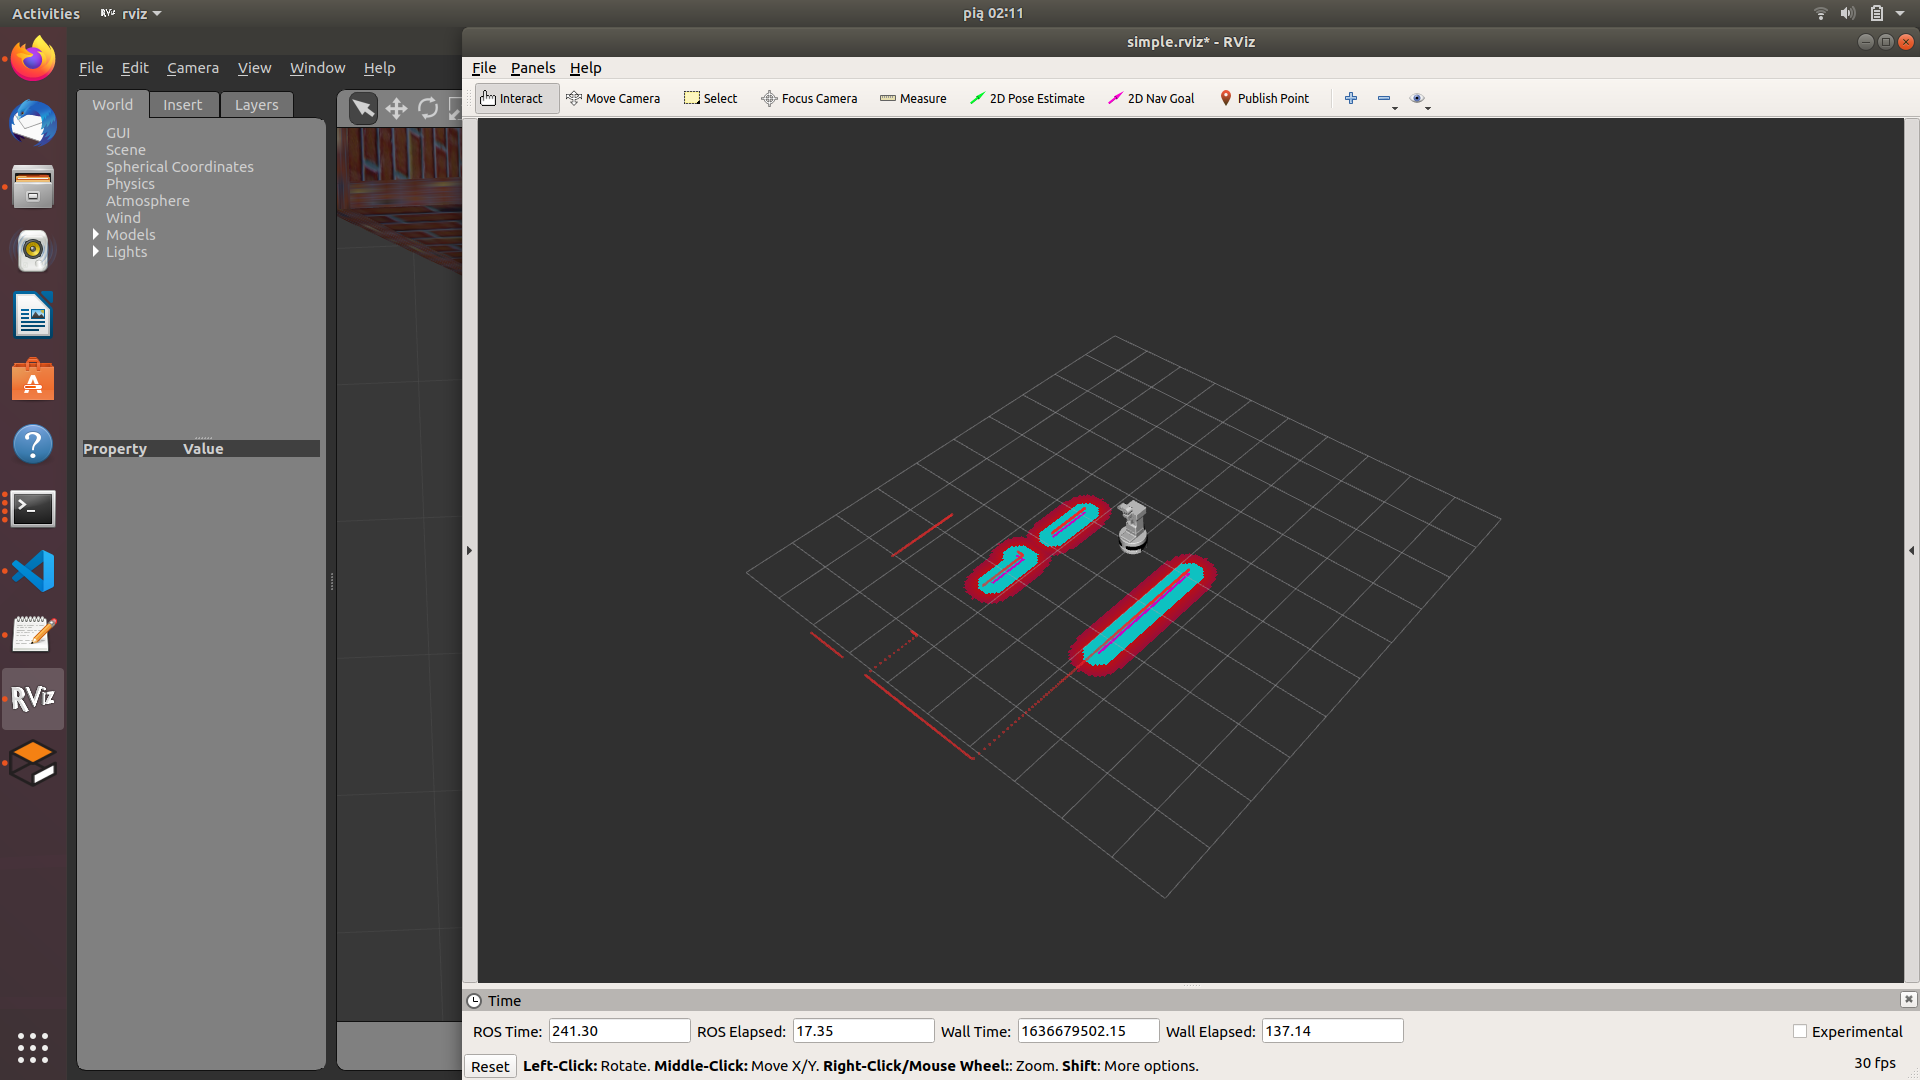 Activities
rviz
pią 02:11
simple.rviz* - RViz
File Edit Camera View Window Help
File Panels Help
World Insert Layers
Interact Move Camera Select Focus Camera Measure 2D Pose Estimate 2D Nav Goal Publish Point
GUI
Scene
Spherical Coordinates
Physics
Atmosphere
Wind
Models
Lights
Property Value
RViz
Time
ROS Time: 241.30 ROS Elapsed: 17.35 Wall Time: 1636679502.15 Wall Elapsed: 137.14 Experimental
Reset Left-Click: Rotate. Middle-Click: Move X/Y. Right-Click/Mouse Wheel:: Zoom. Shift: More options. 30 fps